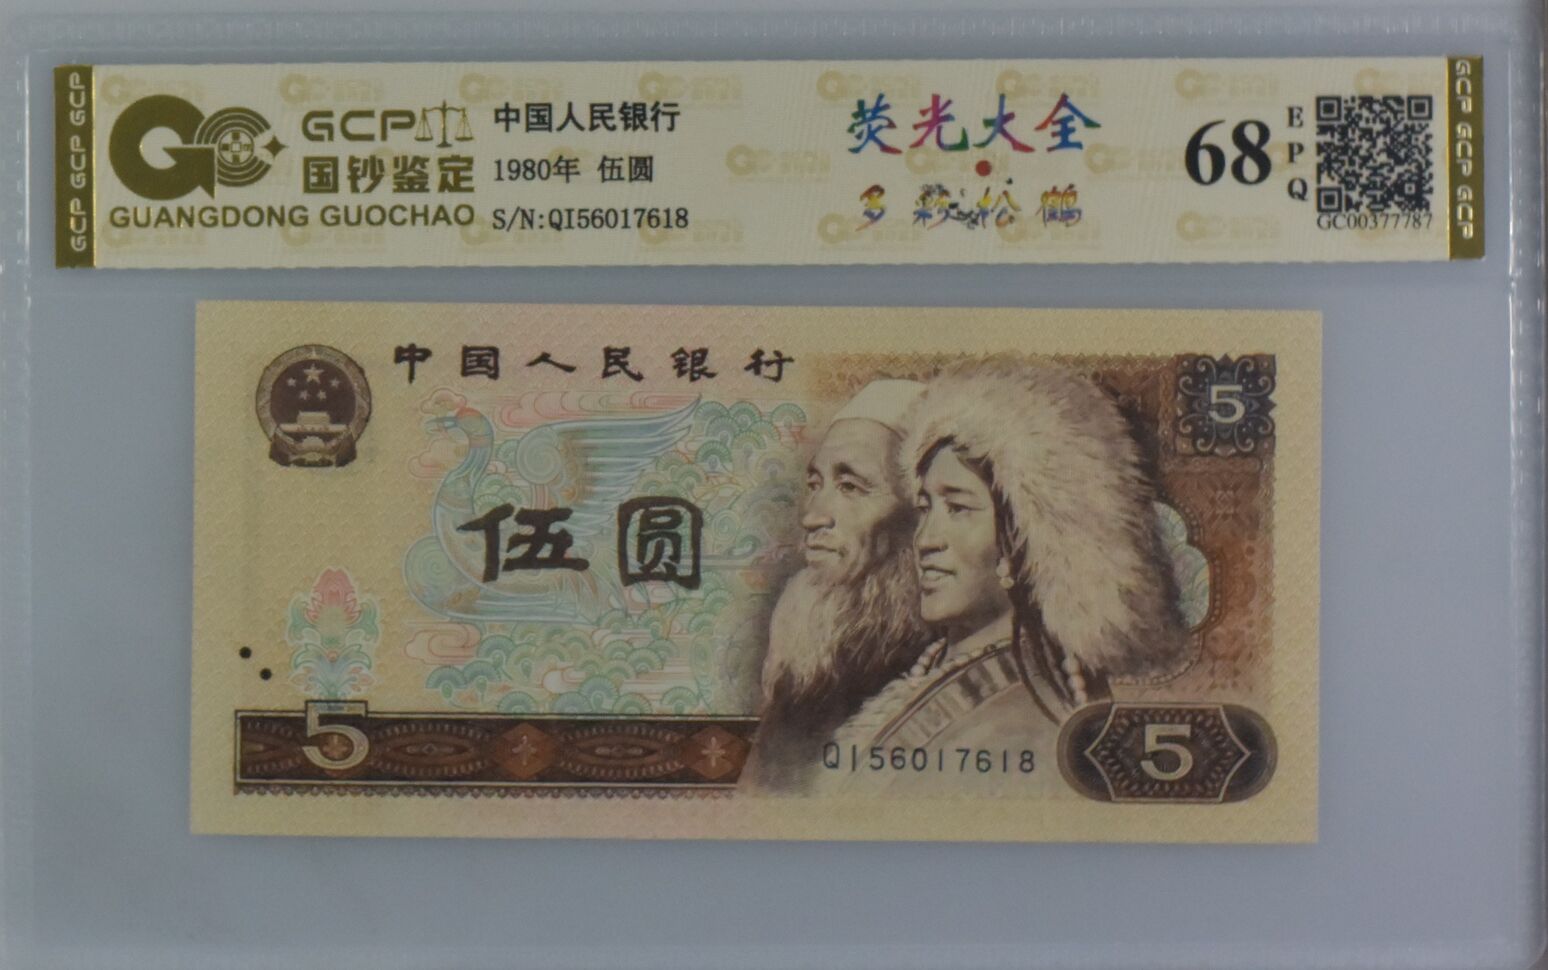 GCP GCP GCP
GCP
国钞鉴定
GUANGDONG GUOCHAO
中国人民银行
1980年 伍圆
S/N:QI56017618
荧光大全
多颗松鹤
68
EPQ
GC00377787
GCP GCP GCP
中国人民银行
5
伍圆
5
QI56017618
5